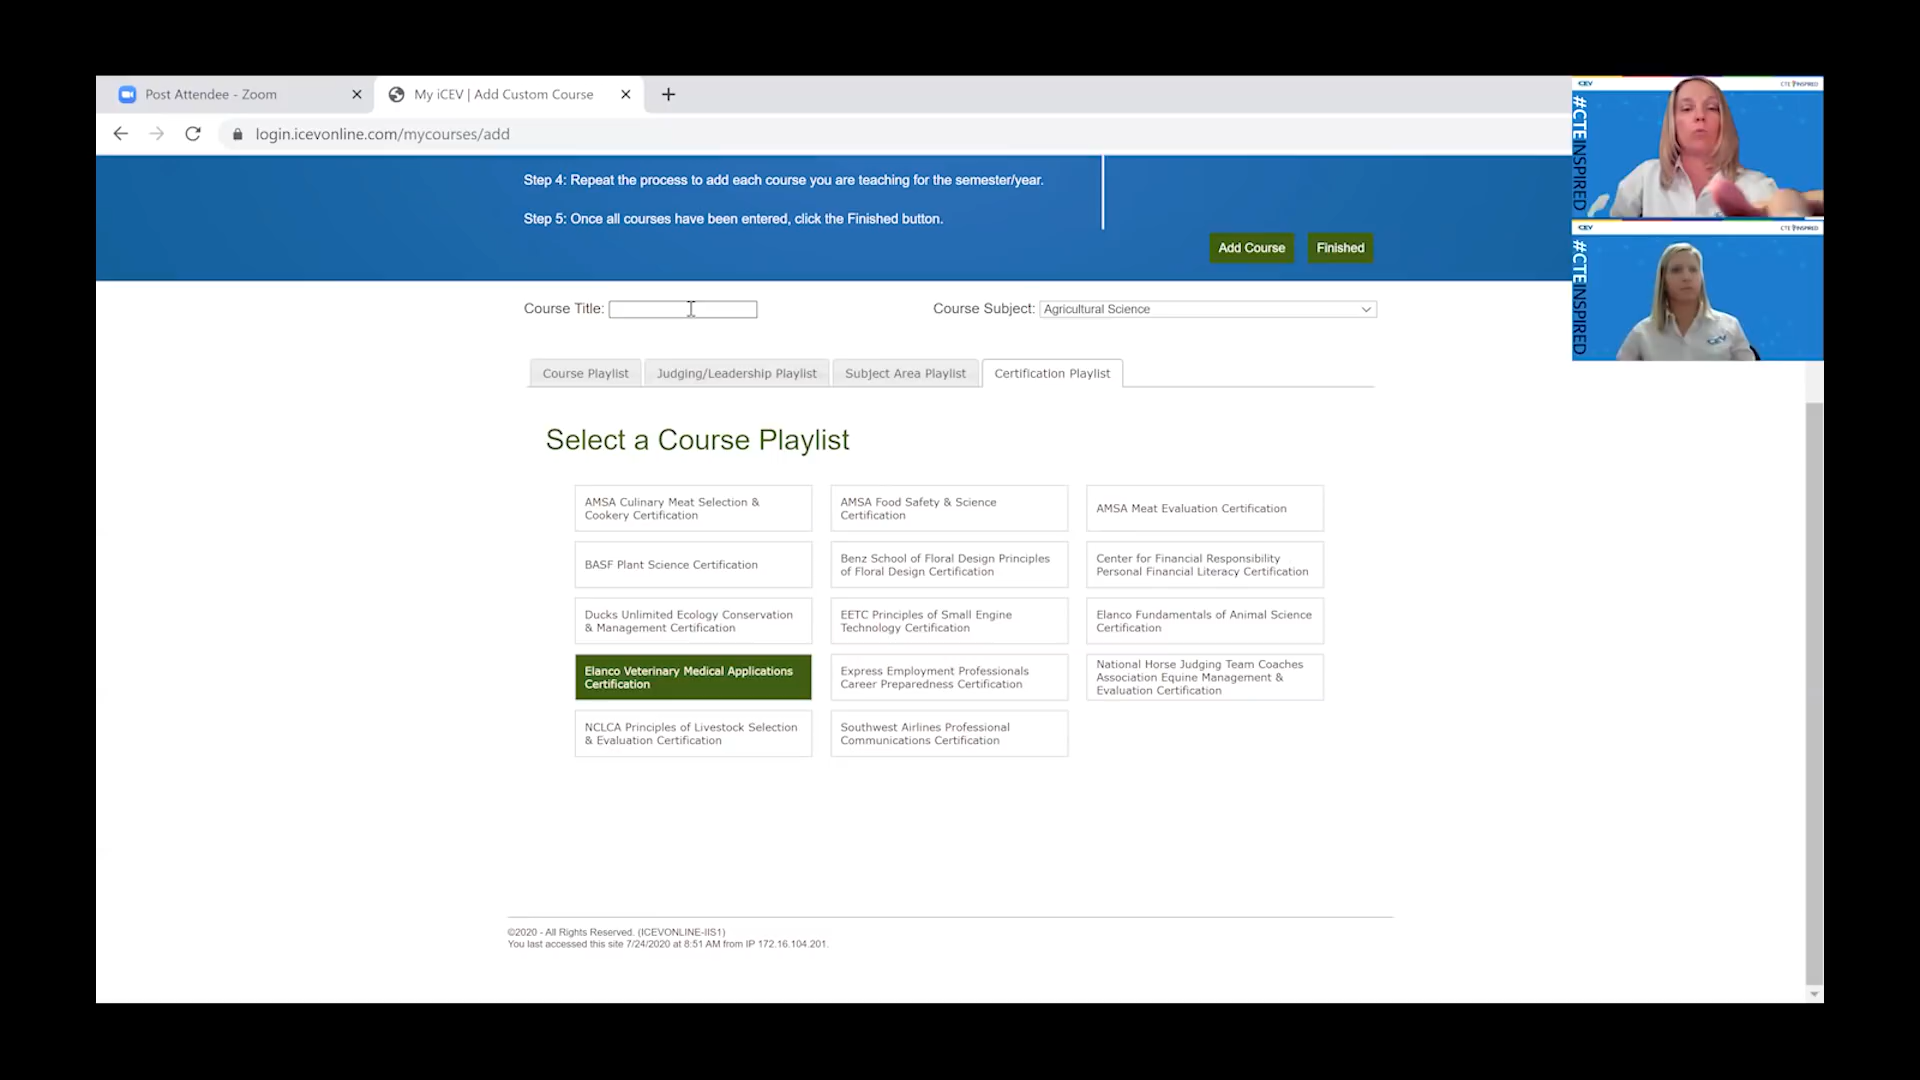 Post Attendee - Zoom
My iCEV | Add Custom Course
login.icevonline.com/mycourses/add
Step 4: Repeat the process to add each course you are teaching for the semester/year.
Step 5: Once all courses have been entered, click the Finished button.
Add Course
Finished
Course Title:
Course Subject:
Agricultural Science
Course Playlist
Judging/Leadership Playlist
Subject Area Playlist
Certification Playlist
Select a Course Playlist
AMSA Culinary Meat Selection &
Cookery Certification
AMSA Food Safety & Science
Certification
AMSA Meat Evaluation Certification
BASF Plant Science Certification
Benz School of Floral Design Principles
of Floral Design Certification
Center for Financial Responsibility
Personal Financial Literacy Certification
Ducks Unlimited Ecology Conservation
& Management Certification
EETC Principles of Small Engine
Technology Certification
Elanco Fundamentals of Animal Science
Certification
Elanco Veterinary Medical Applications
Certification
Express Employment Professionals
Career Preparedness Certification
National Horse Judging Team Coaches
Association Equine Management &
Evaluation Certification
NCLCA Principles of Livestock Selection
& Evaluation Certification
Southwest Airlines Professional
Communications Certification
©2020 - All Rights Reserved. (ICEVONLINE-IIS1)
You last accessed this site 7/24/2020 at 8:51 AM from IP 172.16.104.201.
CEV
CTE INSPIRED
#CTEINSPIRED
CEV
CTE INSPIRED
#CTEINSPIRED
CEV